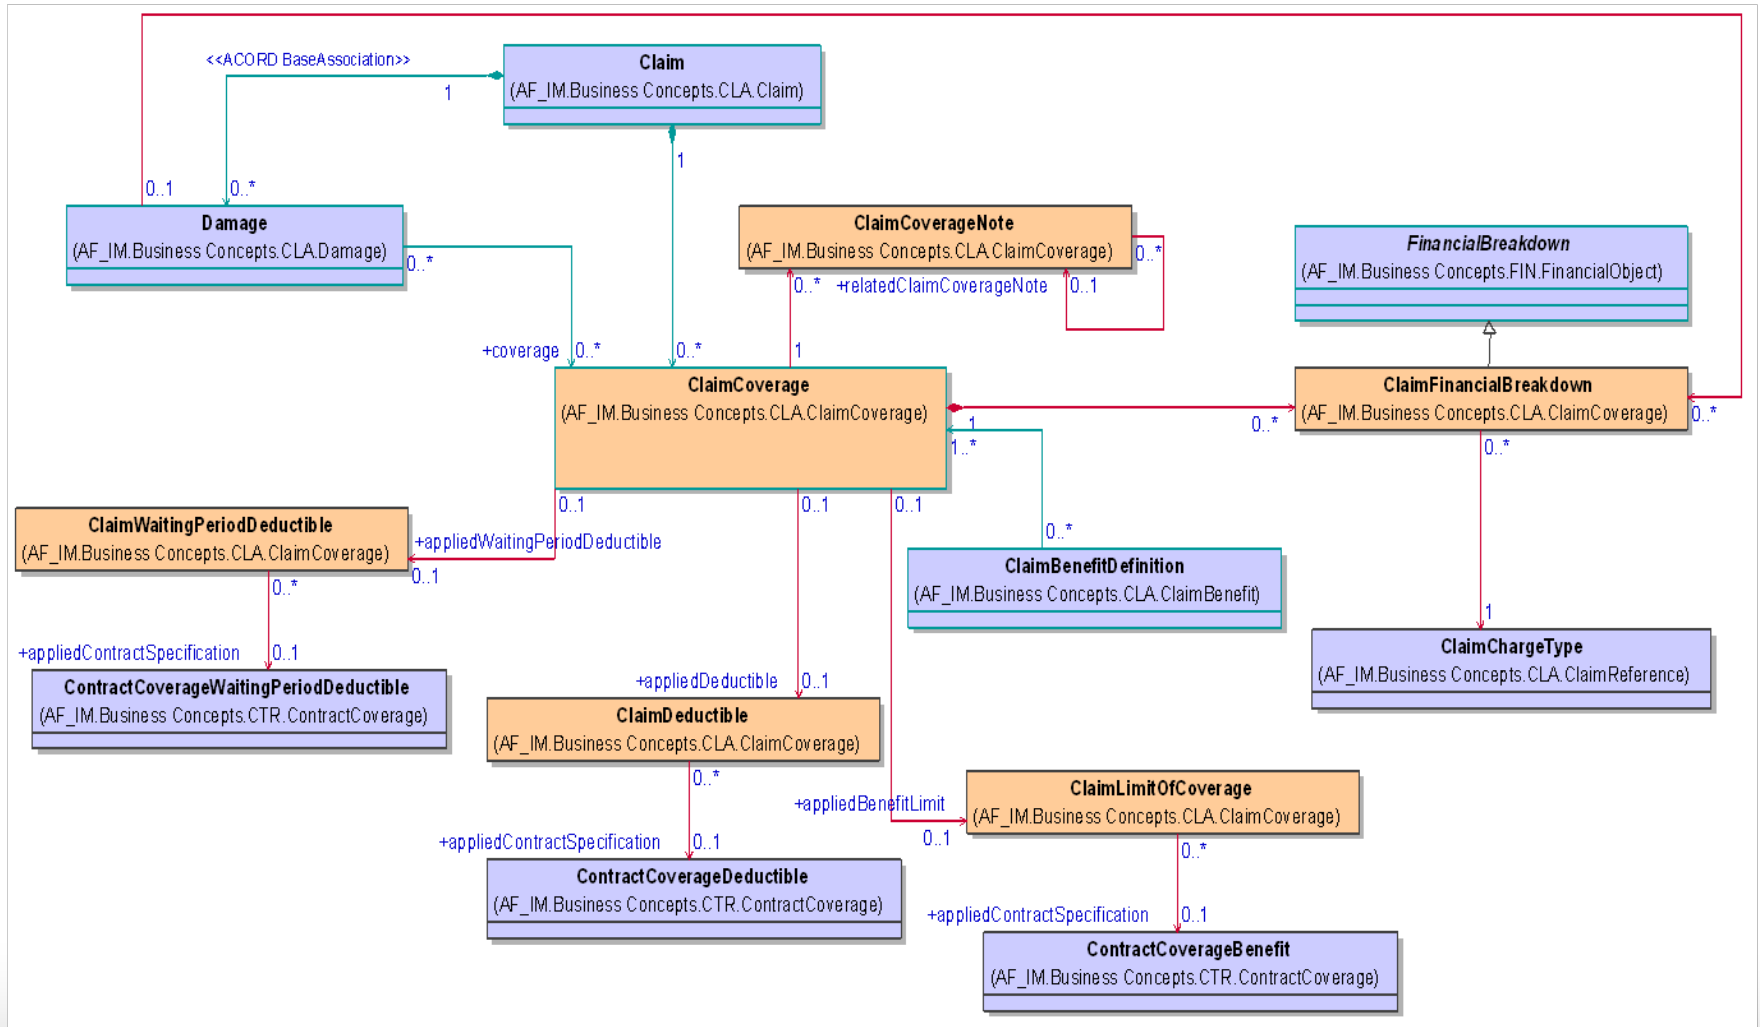 <<ACORD BaseAssociation>>
Claim
(AF_IM.Business Concepts.CLA.Claim)
1
1
0..1
0..*
Damage
(AF_IM.Business Concepts.CLA.Damage)
0..*
ClaimCoverageNote
(AF_IM.Business Concepts.CLA.ClaimCoverage)
0..*
0..* +relatedClaimCoverageNote 0..1
FinancialBreakdown
(AF_IM.Business Concepts.FIN.FinancialObject)
+coverage 0..*
0..*
1
ClaimCoverage
(AF_IM.Business Concepts.CLA.ClaimCoverage)
1
1..*
0..*
ClaimFinancialBreakdown
(AF_IM.Business Concepts.CLA.ClaimCoverage)
0..*
0..*
0..1
0..1
0..1
ClaimWaitingPeriodDeductible
(AF_IM.Business Concepts.CLA.ClaimCoverage)
+appliedWaitingPeriodDeductible
0..1
0..*
0..*
ClaimBenefitDefinition
(AF_IM.Business Concepts.CLA.ClaimBenefit)
1
ClaimChargeType
(AF_IM.Business Concepts.CLA.ClaimReference)
+appliedContractSpecification 0..1
ContractCoverageWaitingPeriodDeductible
(AF_IM.Business Concepts.CTR.ContractCoverage)
+appliedDeductible 0..1
ClaimDeductible
(AF_IM.Business Concepts.CLA.ClaimCoverage)
0..*
+appliedBenefitLimit
0..1
ClaimLimitOfCoverage
(AF_IM.Business Concepts.CLA.ClaimCoverage)
0..*
+appliedContractSpecification 0..1
ContractCoverageDeductible
(AF_IM.Business Concepts.CTR.ContractCoverage)
+appliedContractSpecification 0..1
ContractCoverageBenefit
(AF_IM.Business Concepts.CTR.ContractCoverage)